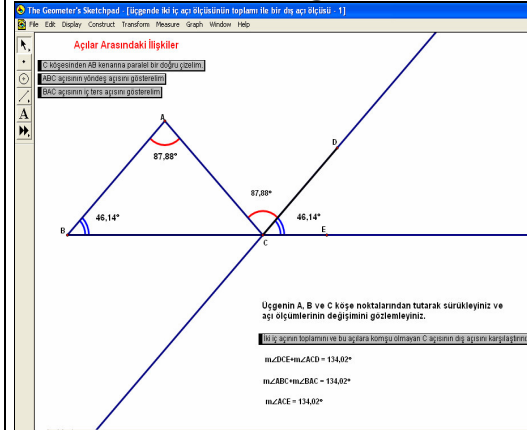 The Geometer's Sketchpad - [üçgende iki iç açı ölçüsünün toplamı ile bir dış açı ölçüsü - 1]
File Edit Display Construct Transform Measure Graph Window Help
Açılar Arasındaki İlişkiler
C köşesinden AB kenarına paralel bir doğru çizelim
ABC açısının yöndeş açısını gösterelim
BAC açısının iç ters açısını gösterelim
A
A
87,88°
D
87,88°
46,14°
46,14°
B
E
C
Üçgenin A, B ve C köşe noktalarından tutarak sürükleyiniz ve
açı ölçümlerinin değişimini gözlemleyiniz.
İki iç açının toplamını ve bu açılara komşu olmayan C açısının dış açısını karşılaştırınız
m∠DCE+m∠ACD = 134,02°
m∠ABC+m∠BAC = 134,02°
m∠ACE = 134,02°